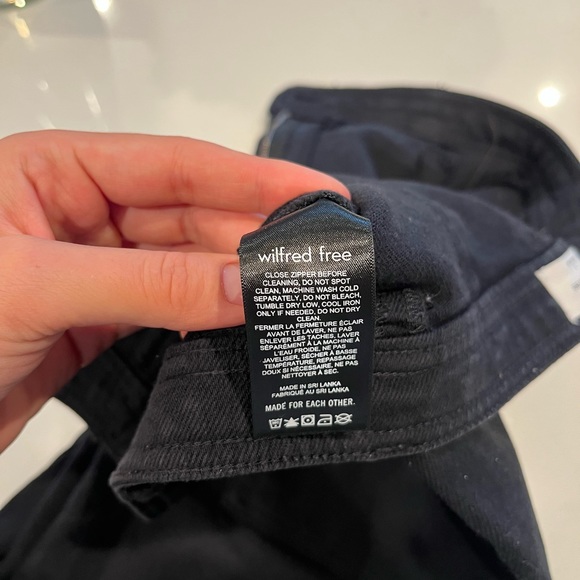 wilfred free
CLOSE ZIPPER BEFORE
CLEANING, DO NOT SPOT
CLEAN, MACHINE WASH COLD
SEPARATELY, DO NOT BLEACH,
TUMBLE DRY LOW, COOL IRON
ONLY IF NEEDED, DO NOT DRY
CLEAN.
FERMER LA FERMETURE ÉCLAIR
AVANT DE LAVER, NE PAS
ENLEVER LES TACHES, LAVER
SÉPARÉMENT À LA MACHINE À
L'EAU FROIDE, NE PAS
JAVELISER, SÉCHER À BASSE
TEMPÉRATURE, REPASSAGE
DOUX SI NÉCESSAIRE, NE PAS
NETTOYER À SEC.
MADE IN SRI LANKA
FABRIQUÉ AU SRI LANKA
MADE FOR EACH OTHER.